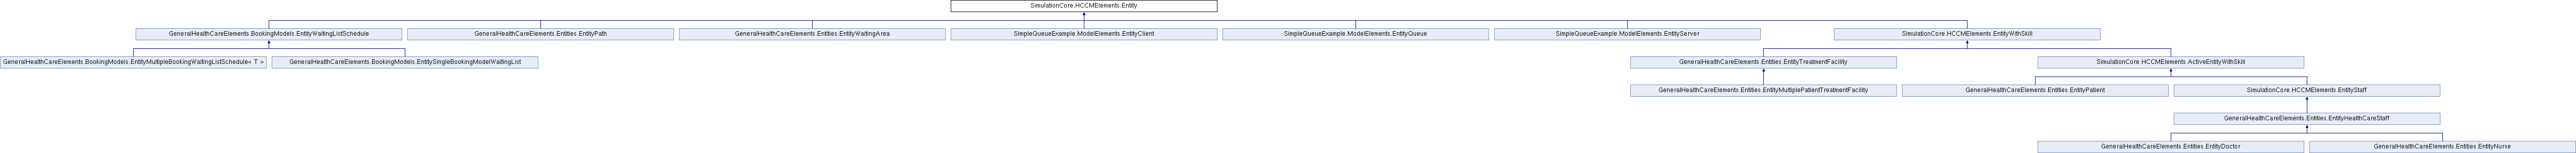 SimulationCore.HCCMElements.Entity
GeneralHealthCareElements.BookingModels.EntityWaitingListSchedule
GeneralHealthCareElements.Entities.EntityPath
GeneralHealthCareElements.Entities.EntityWaitingArea
SimpleQueueExample.ModelElements.EntityClient
SimpleQueueExample.ModelElements.EntityQueue
SimpleQueueExample.ModelElements.EntityServer
SimulationCore.HCCMElements.EntityWithSkill
GeneralHealthCareElements.BookingModels.EntityMultipleBookingWaitingListSchedule< T >
GeneralHealthCareElements.BookingModels.EntitySingleBookingModelWaitingList
GeneralHealthCareElements.Entities.EntityTreatmentFacility
SimulationCore.HCCMElements.ActiveEntityWithSkill
GeneralHealthCareElements.Entities.EntityMultiplePatientTreatmentFacility
GeneralHealthCareElements.Entities.EntityPatient
SimulationCore.HCCMElements.EntityStaff
GeneralHealthCareElements.Entities.EntityHealthCareStaff
GeneralHealthCareElements.Entities.EntityDoctor
GeneralHealthCareElements.Entities.EntityNurse